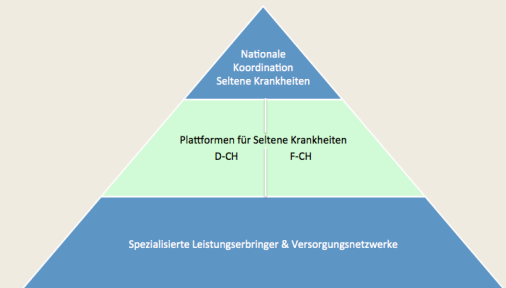 Nationale
Koordination
Seltene Krankheiten
Plattformen für Seltene Krankheiten
D-CH F-CH
Spezialisierte Leistungserbringer & Versorgungsnetzwerke